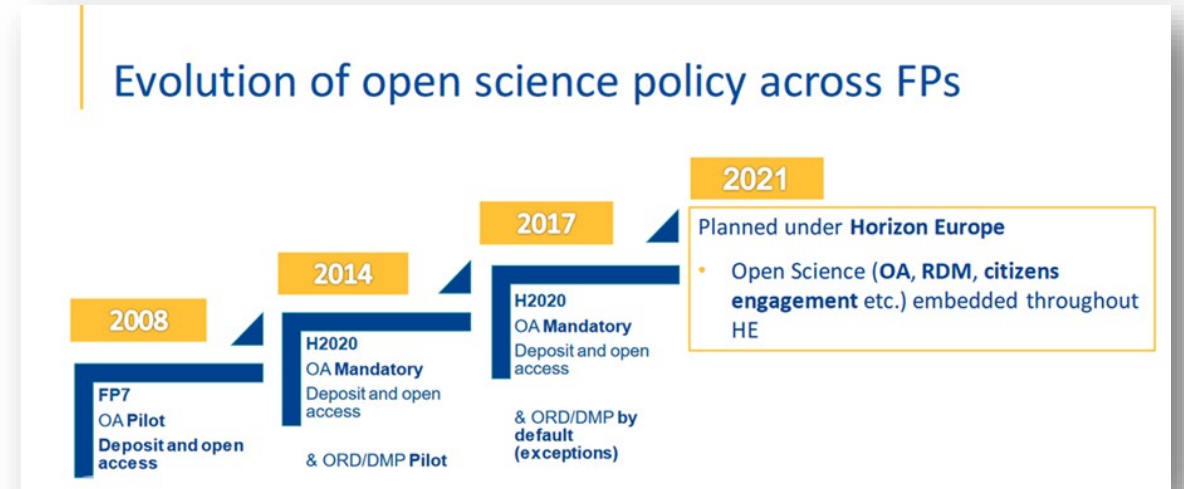 Evolution of open science policy across FPs
2008
FP7
OA Pilot
Deposit and open
access
2014
H2020
OA Mandatory
Deposit and open
access
& ORD/DMP Pilot
2017
H2020
OA Mandatory
Deposit and open
access
& ORD/DMP by
default
(exceptions)
2021
Planned under Horizon Europe
• Open Science (OA, RDM, citizens
engagement etc.) embedded throughout
HE